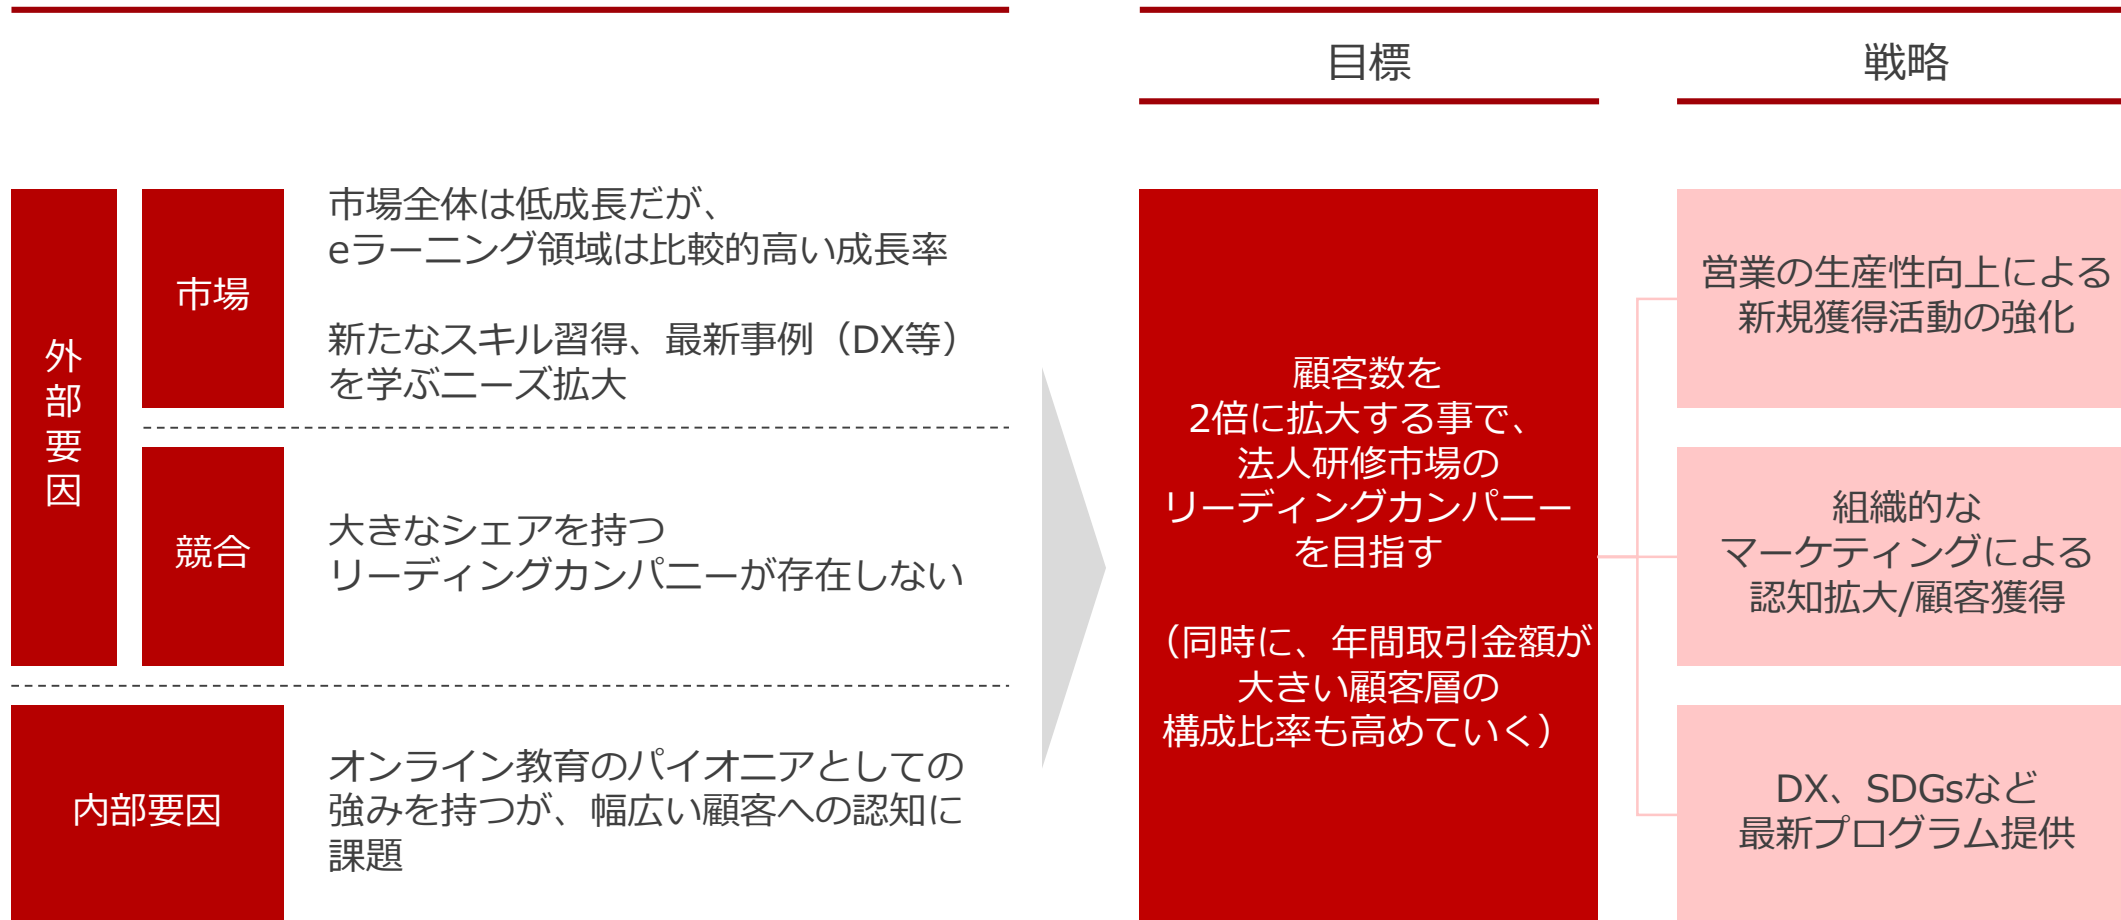 目標
戦略
外部要因
市場
市場全体は低成長だが、
eラーニング領域は比較的高い成長率
新たなスキル習得、最新事例（DX等）
を学ぶニーズ拡大
競合
大きなシェアを持つ
リーディングカンパニーが存在しない
内部要因
オンライン教育のパイオニアとしての
強みを持つが、幅広い顧客への認知に
課題
顧客数を
2倍に拡大する事で、
法人研修市場の
リーディングカンパニー
を目指す
（同時に、年間取引金額が
大きい顧客層の
構成比率も高めていく）
営業の生産性向上による
新規獲得活動の強化
組織的な
マーケティングによる
認知拡大/顧客獲得
DX、SDGsなど
最新プログラム提供